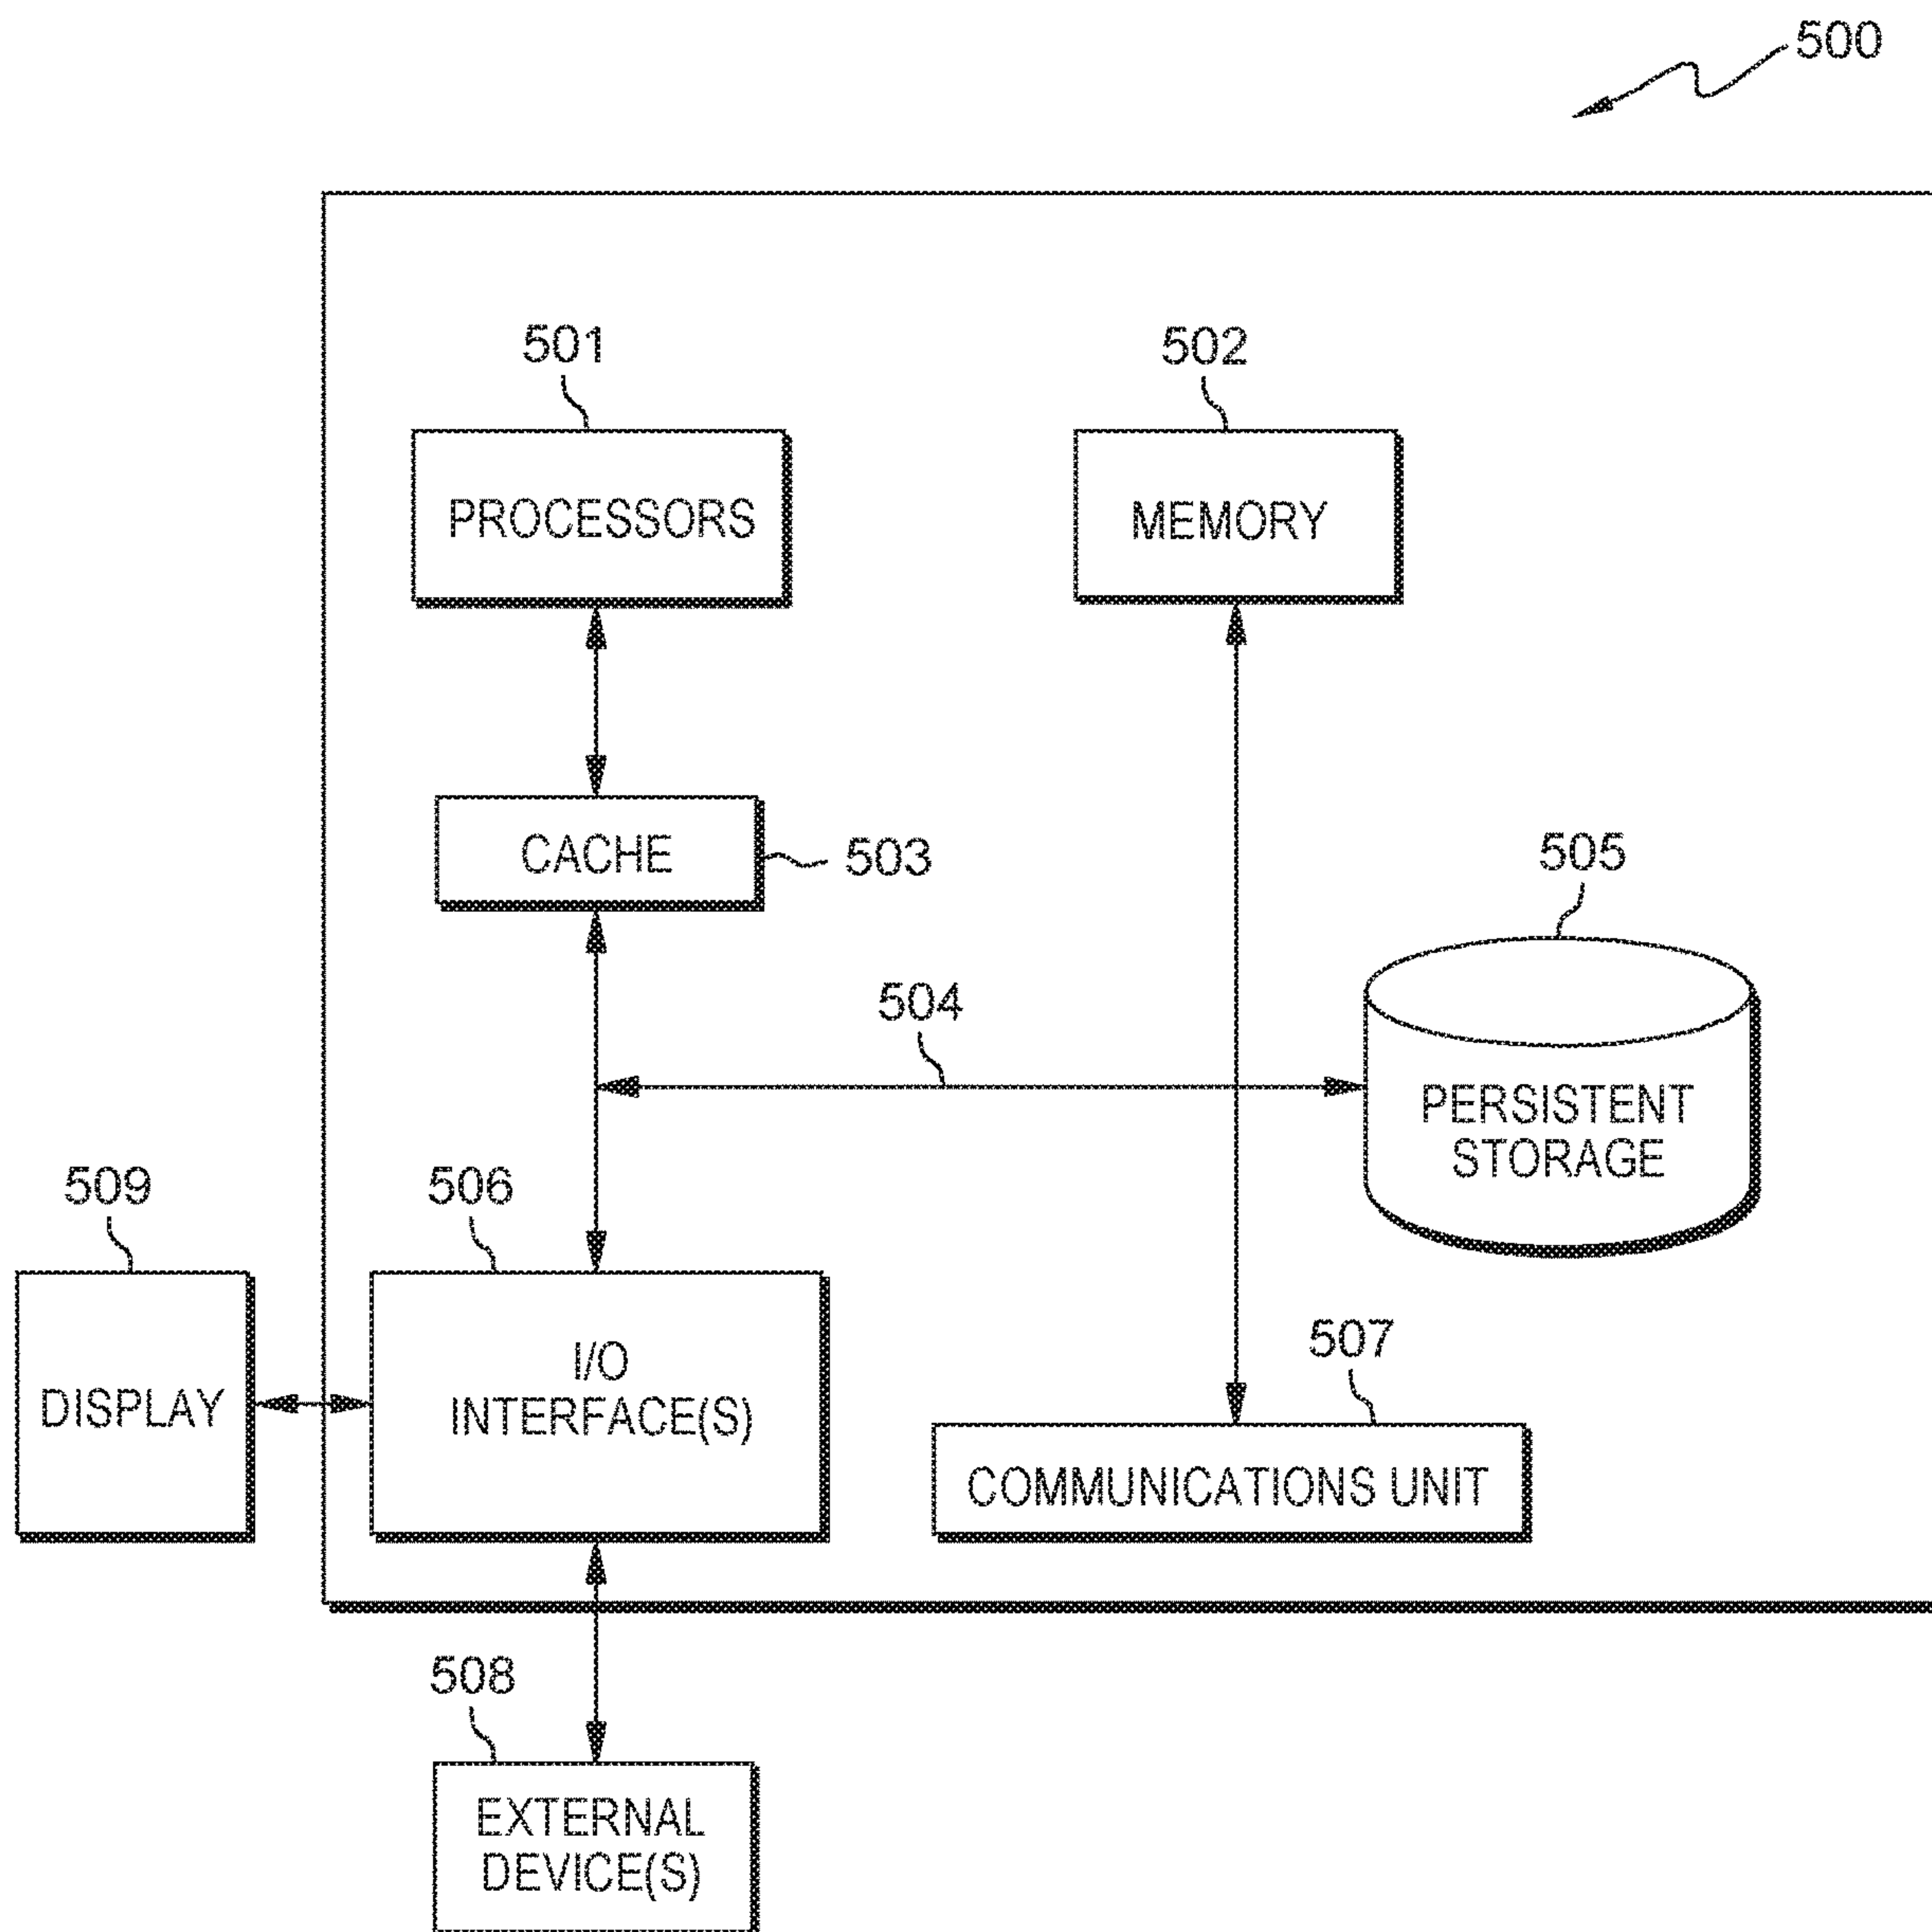 500
501
502
PROCESSORS
MEMORY
CACHE
503
505
504
PERSISTENT
STORAGE
509
506
507
I/O
INTERFACE(S)
DISPLAY
COMMUNICATIONS UNIT
508
EXTERNAL
DEVICE(S)